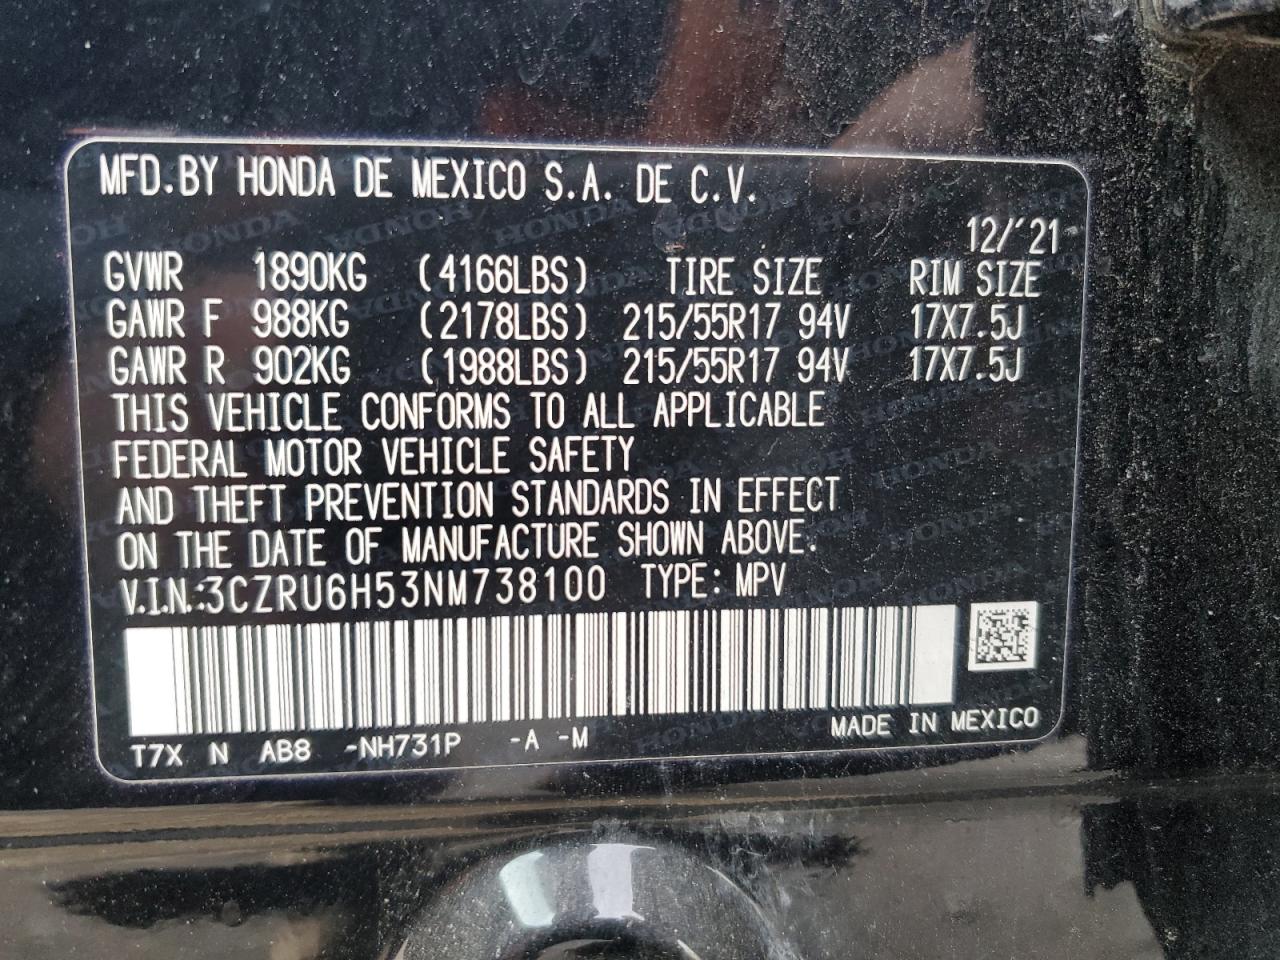 MFD.BY HONDA DE MEXICO S.A. DE C.V.
12/'21
GVWR 1890KG (4166LBS) TIRE SIZE RIM SIZE
GAWR F 988KG (2178LBS) 215/55R17 94V 17X7.5J
GAWR R 902KG (1988LBS) 215/55R17 94V 17X7.5J
THIS VEHICLE CONFORMS TO ALL APPLICABLE
FEDERAL MOTOR VEHICLE SAFETY
AND THEFT PREVENTION STANDARDS IN EFFECT
ON THE DATE OF MANUFACTURE SHOWN ABOVE.
V.I.N.:3CZRU6H53NM738100 TYPE: MPV
MADE IN MEXICO
T7X N AB8 -NH731P -A -M